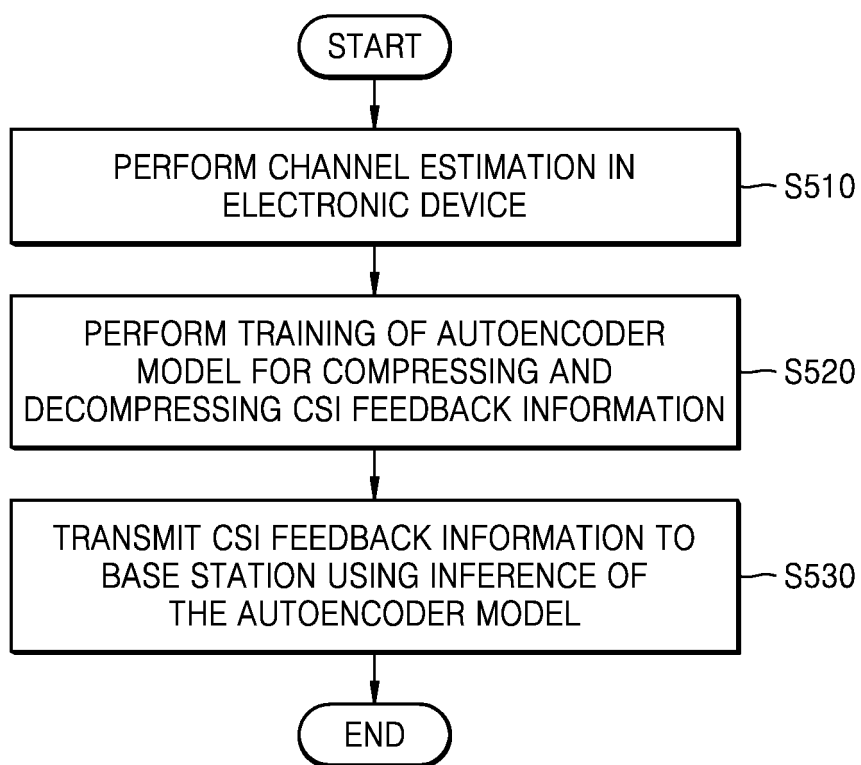 START
PERFORM CHANNEL ESTIMATION IN
ELECTRONIC DEVICE
S510
PERFORM TRAINING OF AUTOENCODER
MODEL FOR COMPRESSING AND
DECOMPRESSING CSI FEEDBACK INFORMATION
S520
TRANSMIT CSI FEEDBACK INFORMATION TO
BASE STATION USING INFERENCE OF
THE AUTOENCODER MODEL
S530
END